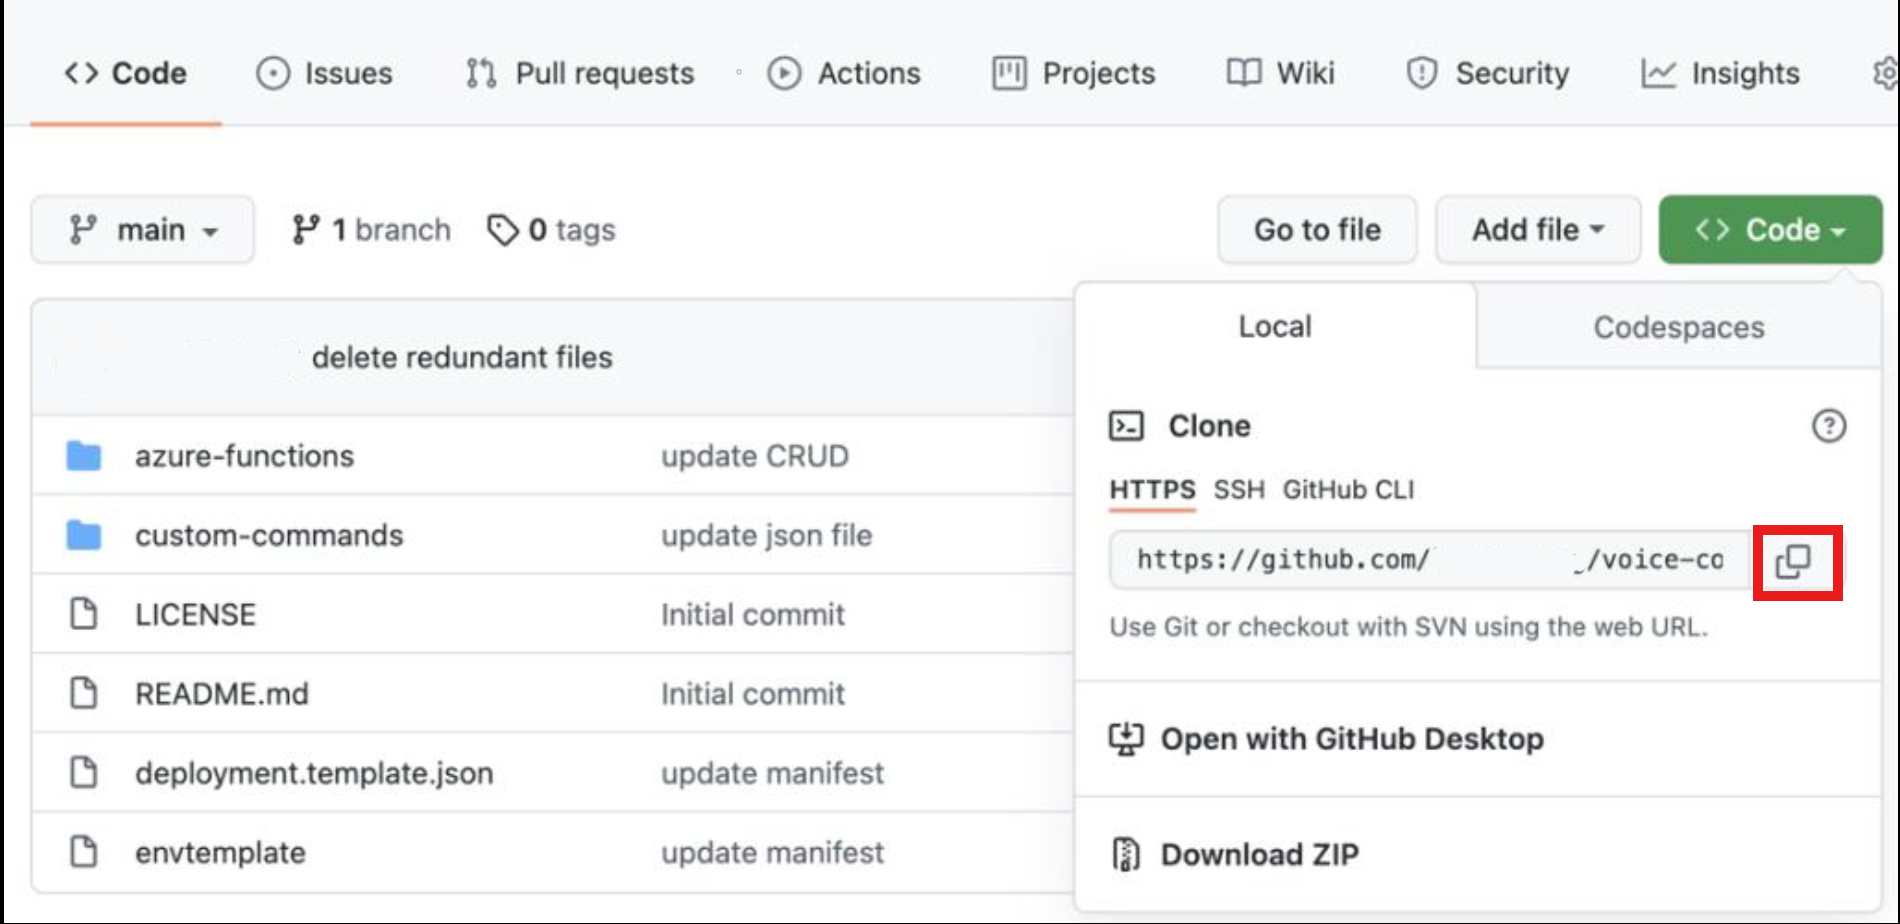 Code Issues Pull requests Actions Projects Wiki Security Insights
main 1 branch 0 tags Go to file Add file Code
delete redundant files
azure-functions update CRUD
custom-commands update json file
LICENSE Initial commit
README.md Initial commit
deployment.template.json update manifest
envtemplate update manifest
Local Codespaces
Clone
HTTPS SSH GitHub CLI
https://github.com/ /voice-co
Use Git or checkout with SVN using the web URL.
Open with GitHub Desktop
Download ZIP